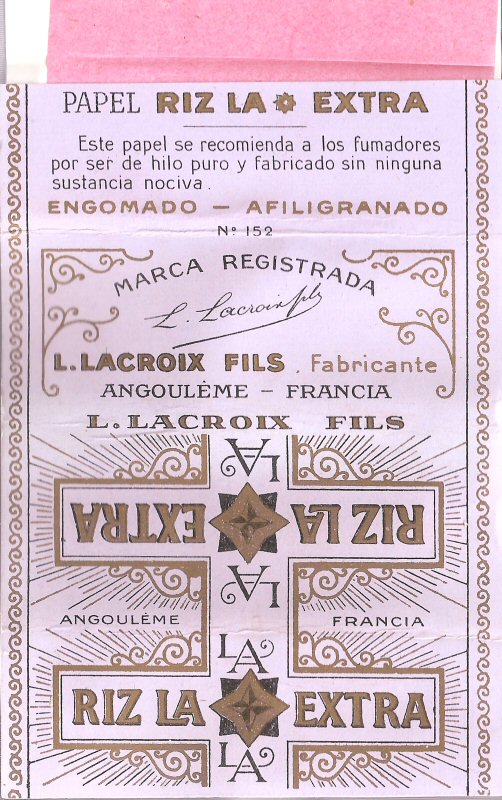 PAPEL RIZ LA EXTRA
Este papel se recomienda a los fumadores
por ser de hilo puro y fabricado sin ninguna
sustancia nociva.
ENGOMADO — AFILIGRANADO
Nº 152
MARCA REGISTRADA
L. Lacroix fils
L. LACROIX FILS. Fabricante
ANGOULÊME – FRANCIA
L. LACROIX FILS
LA
RIZ LA EXTRA
LA
ANGOULÊME FRANCIA
LA
RIZ LA EXTRA
LA